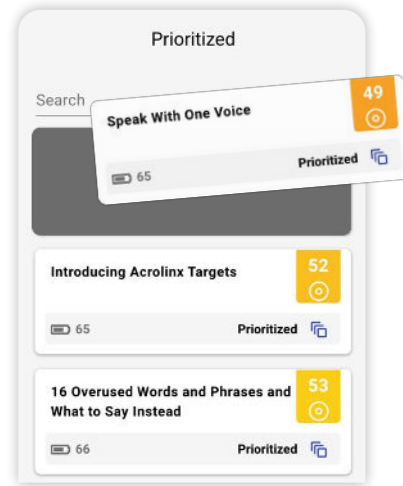 Prioritized
Search
Speak With One Voice
49
65
Prioritized
Introducing Acrolinx Targets
52
65
Prioritized
16 Overused Words and Phrases and
What to Say Instead
53
66
Prioritized